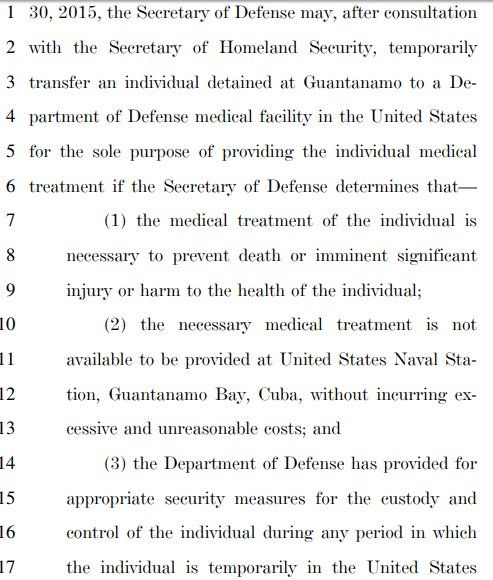 1 30, 2015, the Secretary of Defense may, after consultation
2 with the Secretary of Homeland Security, temporarily
3 transfer an individual detained at Guantanamo to a De-
4 partment of Defense medical facility in the United States
5 for the sole purpose of providing the individual medical
6 treatment if the Secretary of Defense determines that—
7 (1) the medical treatment of the individual is
8 necessary to prevent death or imminent significant
9 injury or harm to the health of the individual;
10 (2) the necessary medical treatment is not
11 available to be provided at United States Naval Sta-
12 tion, Guantanamo Bay, Cuba, without incurring ex-
13 cessive and unreasonable costs; and
14 (3) the Department of Defense has provided for
15 appropriate security measures for the custody and
16 control of the individual during any period in which
17 the individual is temporarily in the United States